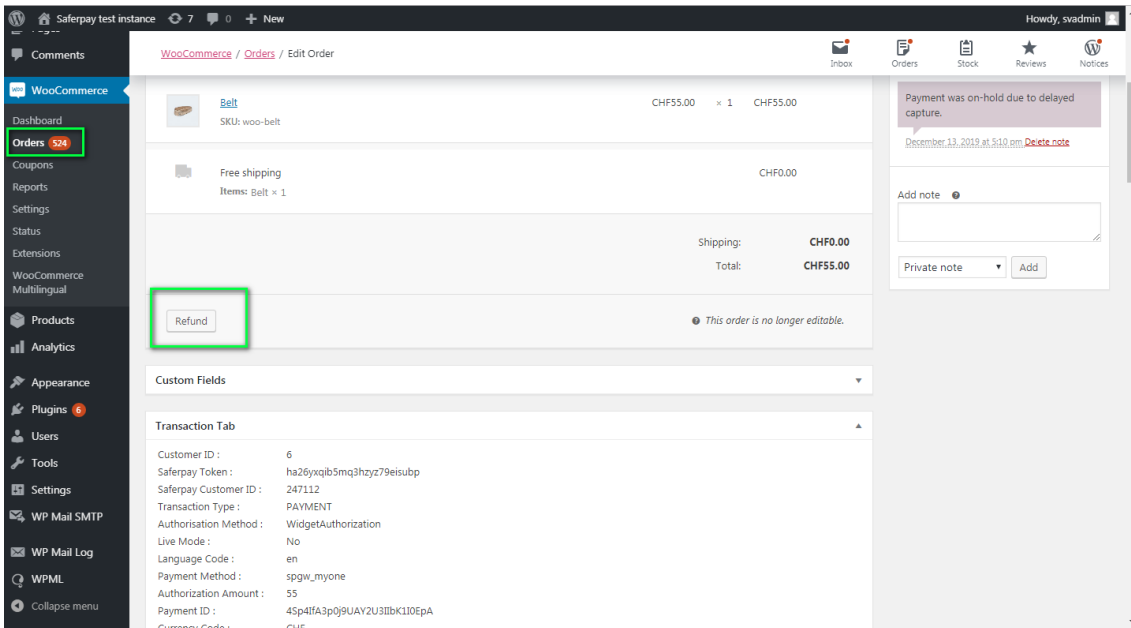 Saferpay test instance 7 0 + New
Howdy, svadmin
Pages
Comments
WooCommerce
Dashboard
Orders 524
Coupons
Reports
Settings
Status
Extensions
WooCommerce
Multilingual
Products
Analytics
Appearance
Plugins 6
Users
Tools
Settings
WP Mail SMTP
WP Mail Log
WPML
Collapse menu
WooCommerce / Orders / Edit Order
Inbox
Orders
Stock
Reviews
Notices
Belt CHF55.00 × 1 CHF55.00
SKU: woo-belt
Free shipping CHF0.00
Items: Belt × 1
Shipping: CHF0.00
Total: CHF55.00
Refund
This order is no longer editable.
Custom Fields
Transaction Tab
Customer ID : 6
Saferpay Token : ha26yxqib5mq3hzyz79eisubp
Saferpay Customer ID : 247112
Transaction Type : PAYMENT
Authorisation Method : WidgetAuthorization
Live Mode : No
Language Code : en
Payment Method : spgw_myone
Authorization Amount : 55
Payment ID : 4Sp4IfA3p0j9UAY2U3IIbK1I0EpA
Currency Code : CHF
Payment was on-hold due to delayed
capture.
December 13, 2019 at 5:10 pm Delete note
Add note
Private note
Add